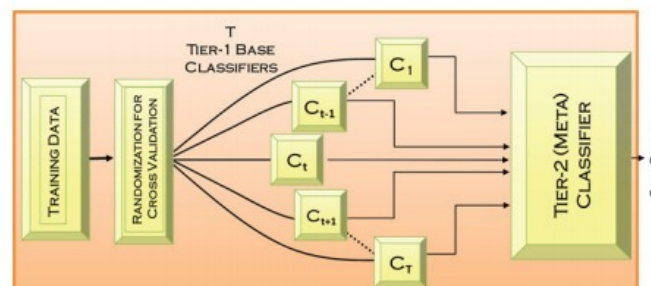 T
TIER-1 BASE
CLASSIFIERS
TRAINING DATA
RANDOMIZATION FOR
CROSS VALIDATION
C₁
Cₜ₋₁
Cₜ
Cₜ₊₁
C_T
TIER-2 (META)
CLASSIFIER